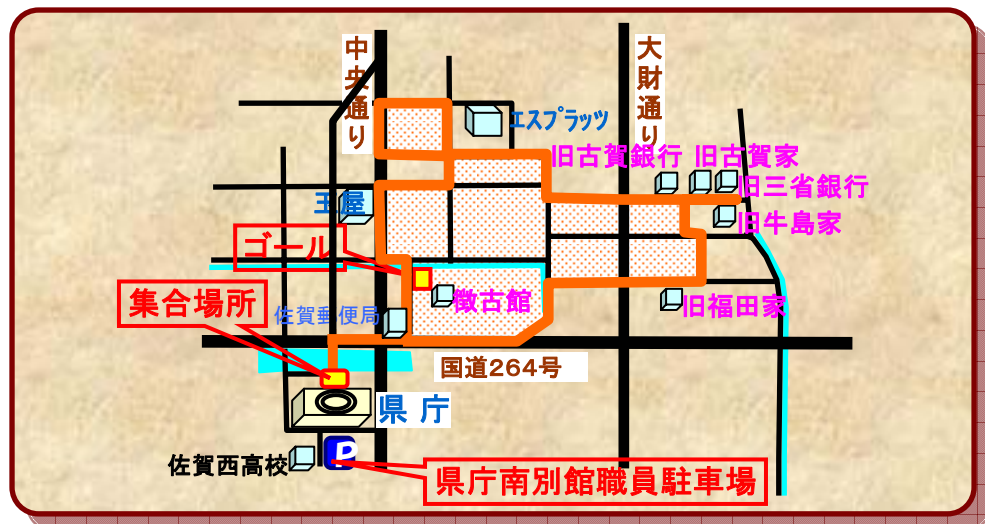 中央通り
大財通り
エスプラッツ
旧古賀銀行
旧古賀家
旧三省銀行
玉屋
旧牛島家
ゴール
集合場所
徴古館
旧福田家
佐賀郵便局
国道264号
県庁
佐賀西高校
P
県庁南別館職員駐車場